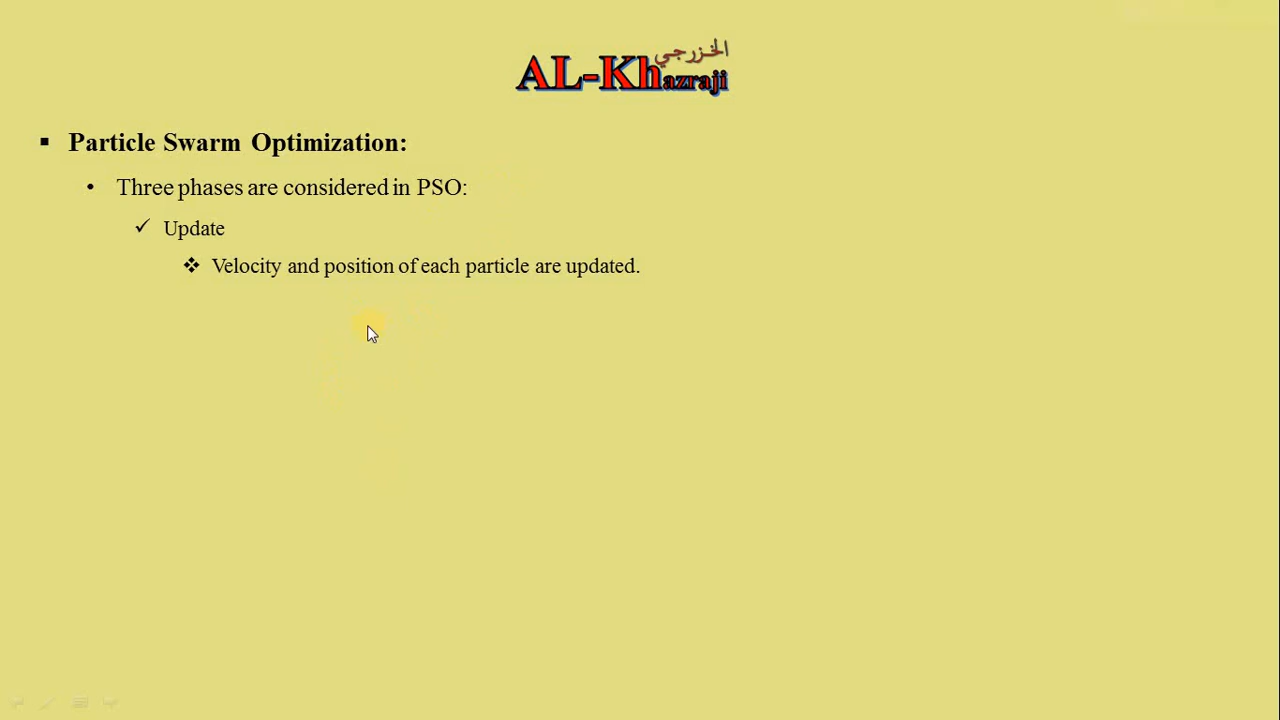 الخزرجي
AL-Khazraji
▪ Particle Swarm Optimization:
• Three phases are considered in PSO:
✓ Update
❖ Velocity and position of each particle are updated.